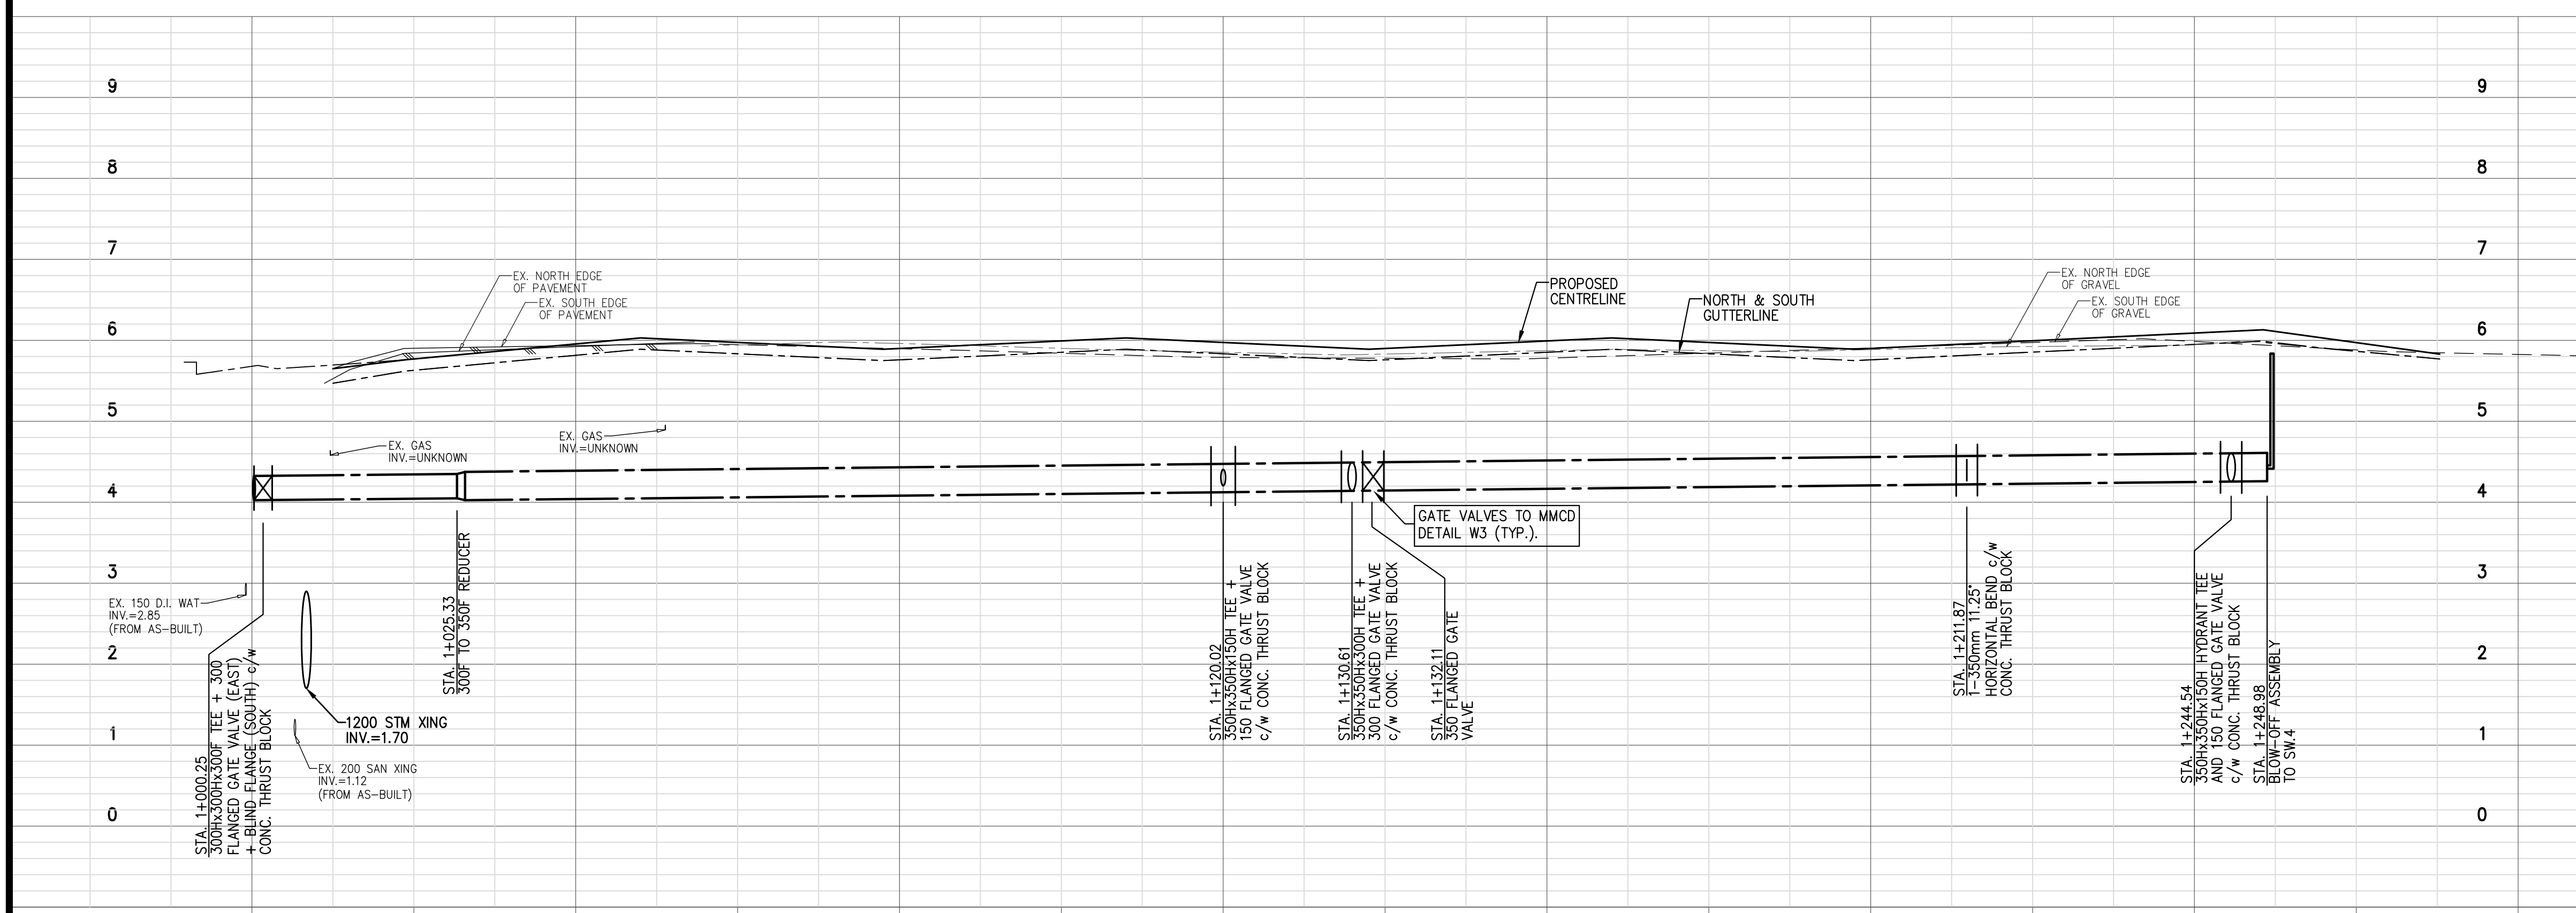 9
9
8
8
7
7
6
6
5
5
4
4
3
3
2
2
1
1
0
0
EX. NORTH EDGE
OF PAVEMENT
EX. SOUTH EDGE
OF PAVEMENT
PROPOSED
CENTRELINE
NORTH & SOUTH
GUTTERLINE
EX. NORTH EDGE
OF GRAVEL
EX. SOUTH EDGE
OF GRAVEL
EX. GAS
INV.=UNKNOWN
EX. GAS
INV.=UNKNOWN
GATE VALVES TO MMCD
DETAIL W3 (TYP.).
EX. 150 D.I. WAT
INV.=2.85
(FROM AS-BUILT)
1200 STM XING
INV.=1.70
EX. 200 SAN XING
INV.=1.12
(FROM AS-BUILT)
STA. 1+000.25
300Hx300Hx300F TEE + 300
FLANGED GATE VALVE (EAST)
+ BLIND FLANGE (SOUTH) c/w
CONC. THRUST BLOCK
STA. 1+025.33
300F TO 350F REDUCER
STA. 1+120.02
350Hx350Hx150H TEE +
150 FLANGED GATE VALVE
c/w CONC. THRUST BLOCK
STA. 1+130.61
350Hx350Hx300H TEE +
300 FLANGED GATE VALVE
c/w CONC. THRUST BLOCK
STA. 1+132.11
350 FLANGED GATE
VALVE
STA. 1+211.87
1-350mm 11.25°
HORIZONTAL BEND c/w
CONC. THRUST BLOCK
STA. 1+244.54
350Hx350Hx150H HYDRANT TEE
AND 150 FLANGED GATE VALVE
c/w CONC. THRUST BLOCK
STA. 1+248.98
BLOW-OFF ASSEMBLY
TO SW.4